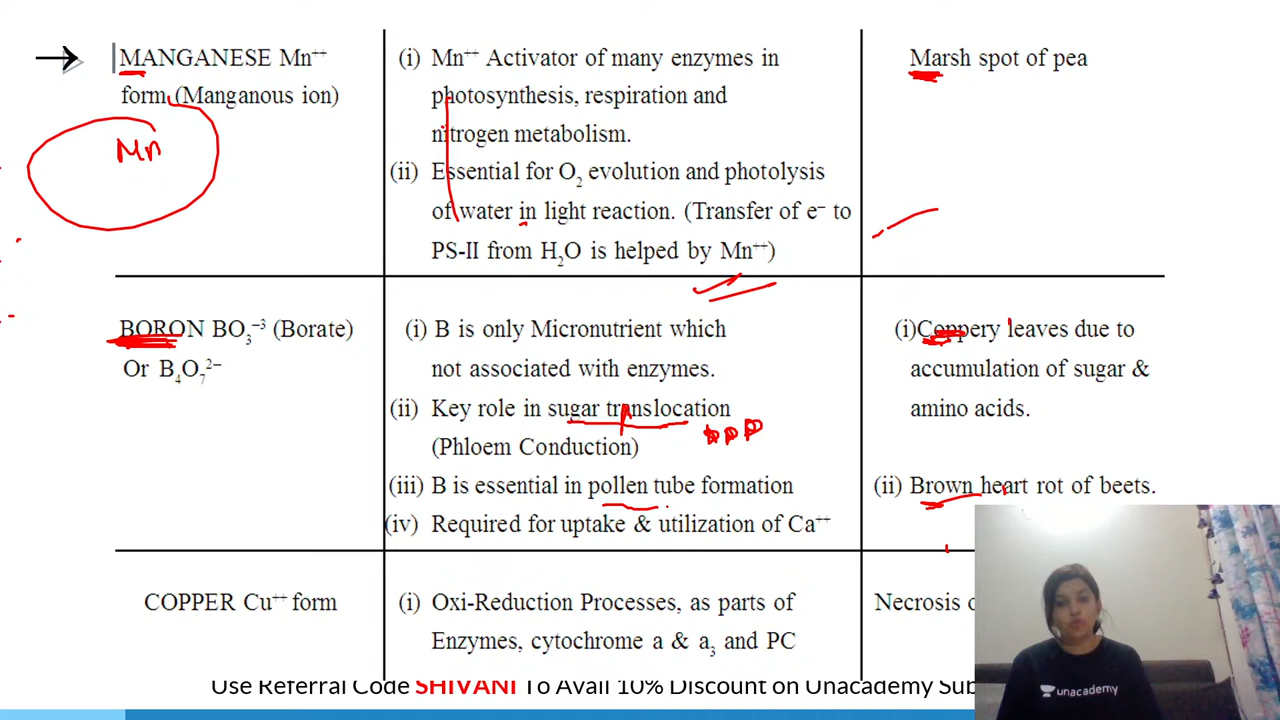 MANGANESE Mn⁺⁺
form (Manganous ion)
Mn
(i) Mn⁺⁺ Activator of many enzymes in
photosynthesis, respiration and
nitrogen metabolism.
(ii) Essential for O₂ evolution and photolysis
of water in light reaction. (Transfer of e⁻ to
PS-II from H₂O is helped by Mn⁺⁺)
Marsh spot of pea
BORON BO₃⁻³ (Borate)
Or B₄O₇²⁻
(i) B is only Micronutrient which
not associated with enzymes.
(ii) Key role in sugar translocation
(Phloem Conduction)
(iii) B is essential in pollen tube formation
(iv) Required for uptake & utilization of Ca⁺⁺
(i)Coppery leaves due to
accumulation of sugar &
amino acids.
(ii) Brown heart rot of beets.
COPPER Cu⁺⁺ form
(i) Oxi-Reduction Processes, as parts of
Enzymes, cytochrome a & a₃ and PC
Necrosis
unacademy
Use Referral Code SHIVANI To Avail 10% Discount on Unacademy Sub